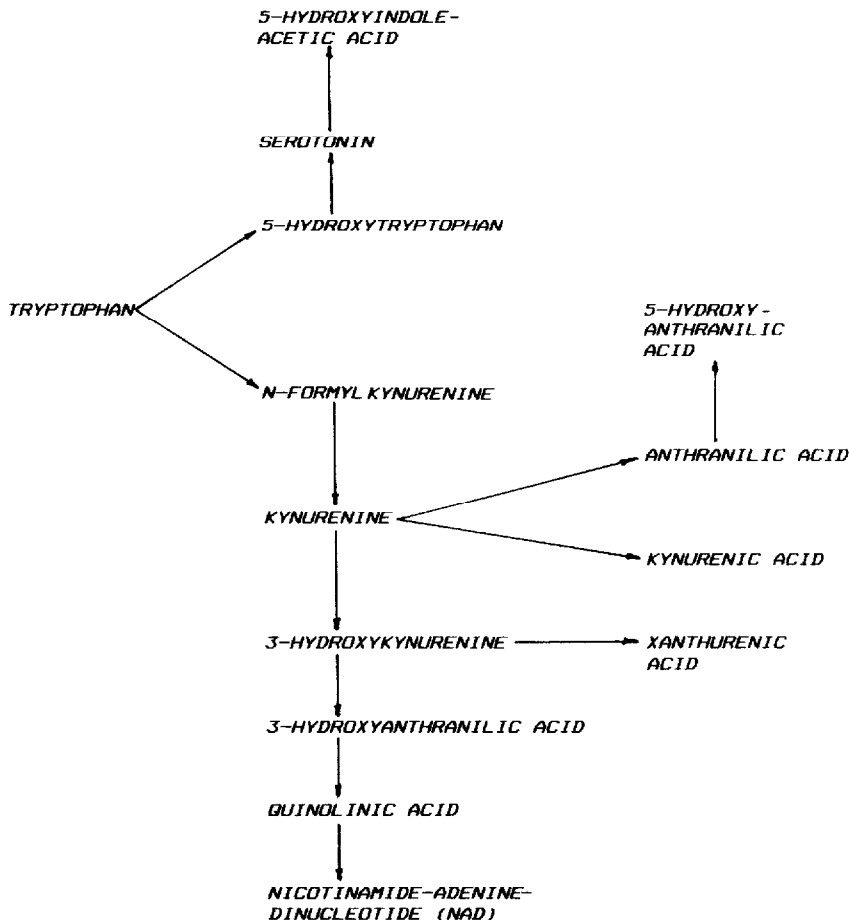 5-HYDROXYINDOLE-
ACETIC ACID
SEROTONIN
5-HYDROXYTRYPTOPHAN
TRYPTOPHAN
5-HYDROXY-
ANTHRANILIC
ACID
N-FORMYL KYNURENINE
ANTHRANILIC ACID
KYNURENINE
KYNURENIC ACID
3-HYDROXYKYNURENINE
XANTHURENIC
ACID
3-HYDROXYANTHRANILIC ACID
QUINOLINIC ACID
NICOTINAMIDE-ADENINE-
DINUCLEOTIDE (NAD)